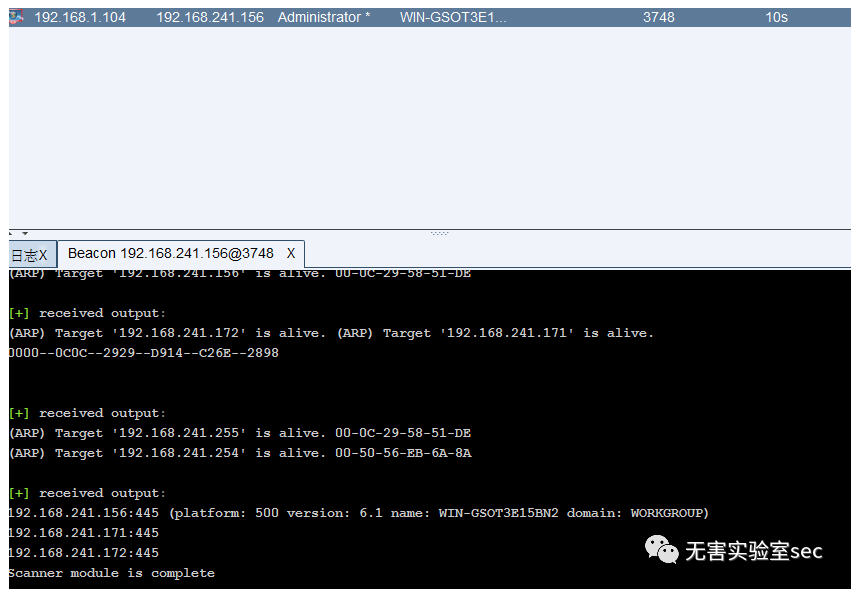 192.168.1.104 192.168.241.156 Administrator * WIN-GSOT3E1... 3748 10s
日志X Beacon 192.168.241.156@3748 X
(ARP) Target '192.168.241.156' is alive. 00-0C-29-58-51-DE
[+] received output:
(ARP) Target '192.168.241.172' is alive. (ARP) Target '192.168.241.171' is alive.
0000--0C0C--2929--D914--C26E--2898
[+] received output:
(ARP) Target '192.168.241.255' is alive. 00-0C-29-58-51-DE
(ARP) Target '192.168.241.254' is alive. 00-50-56-EB-6A-8A
[+] received output:
192.168.241.156:445 (platform: 500 version: 6.1 name: WIN-GSOT3E15BN2 domain: WORKGROUP)
192.168.241.171:445
192.168.241.172:445
Scanner module is complete
无害实验室sec